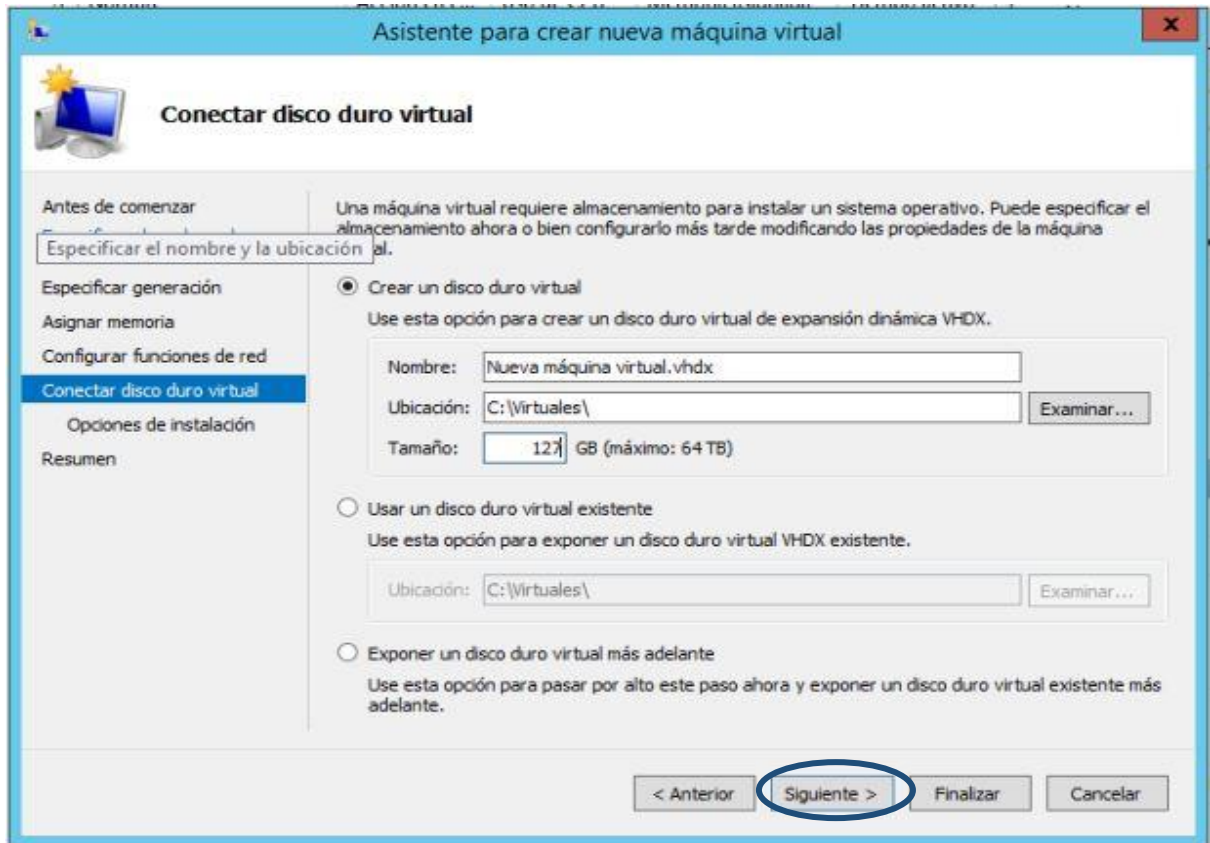 Asistente para crear nueva máquina virtual
x
Conectar disco duro virtual
Antes de comenzar
Especificar el nombre y la ubicación
Especificar generación
Asignar memoria
Configurar funciones de red
Conectar disco duro virtual
Opciones de instalación
Resumen
Una máquina virtual requiere almacenamiento para instalar un sistema operativo. Puede especificar el
almacenamiento ahora o bien configurarlo más tarde modificando las propiedades de la máquina
al.
Crear un disco duro virtual
Use esta opción para crear un disco duro virtual de expansión dinámica VHDX.
Nombre: Nueva máquina virtual.vhdx
Ubicación: C:\Virtuales\ Examinar...
Tamaño: 127 GB (máximo: 64 TB)
Usar un disco duro virtual existente
Use esta opción para exponer un disco duro virtual VHDX existente.
Ubicación: C:\Virtuales\ Examinar...
Exponer un disco duro virtual más adelante
Use esta opción para pasar por alto este paso ahora y exponer un disco duro virtual existente más
adelante.
< Anterior Siguiente > Finalizar Cancelar